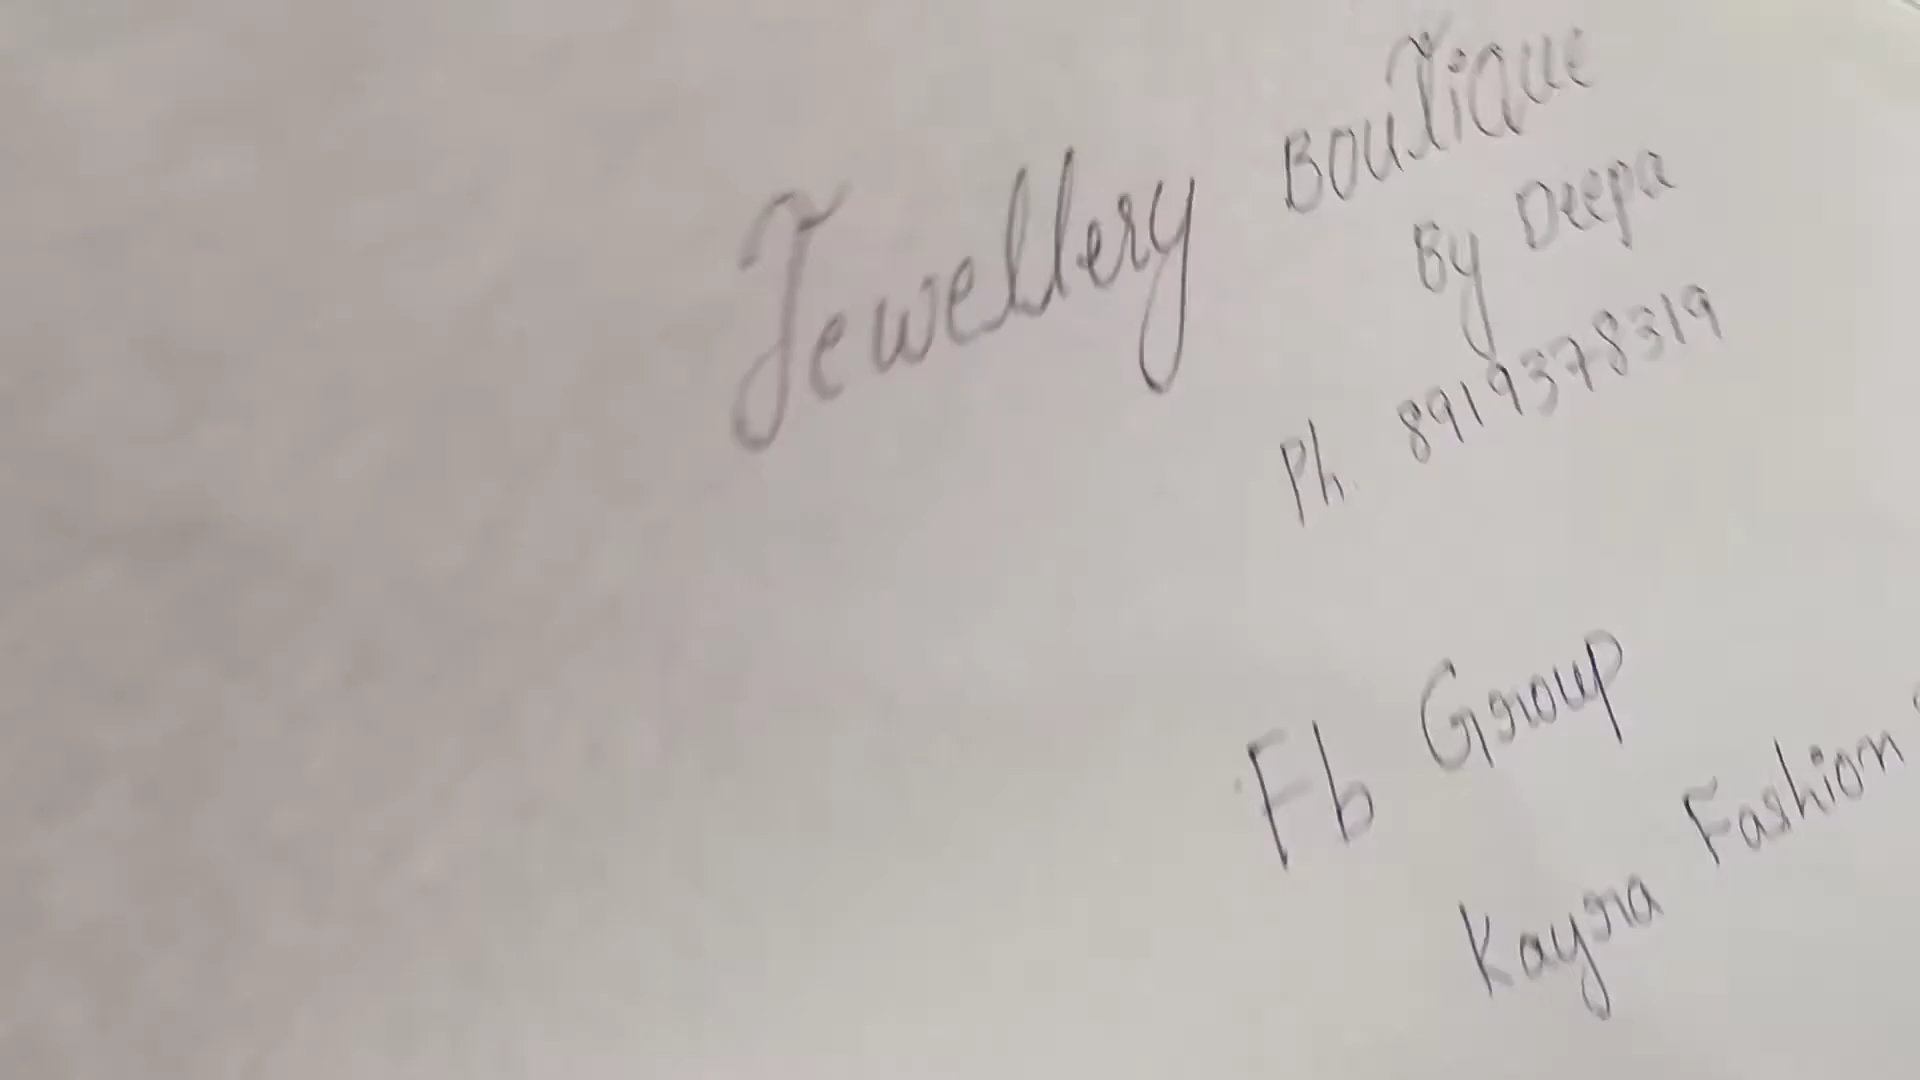 Jewellery Boutique
By Deepa
Ph. 8919378319
Fb Group
Kayra Fashion